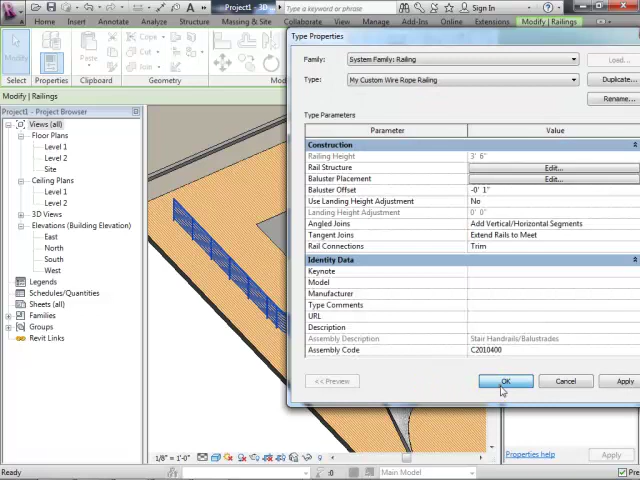 Project1 - 3D
Type a keyword or phrase
Sign In
Home Insert Annotate Analyze Structure Massing & Site Collaborate View Manage Online Extensions Modify | Railings
Modify
Properties
Cope
Cut
Join
Paste
Select Properties Clipboard Geometry
Modify | Railings
Project1 - Project Browser
Views (all)
Floor Plans
Level 1
Level 2
Site
Ceiling Plans
Level 1
Level 2
3D Views
Elevations (Building Elevation)
East
North
South
West
Legends
Schedules/Quantities
Sheets (all)
Families
Groups
Revit Links
Type Properties
Family: System Family: Railing Load...
Type: My Custom Wire Rope Railing Duplicate...
Rename...
Type Parameters
Parameter Value
Construction
Railing Height 3' 6"
Rail Structure Edit...
Baluster Placement Edit...
Baluster Offset -0' 1"
Use Landing Height Adjustment No
Landing Height Adjustment 0' 0"
Angled Joins Add Vertical/Horizontal Segments
Tangent Joins Extend Rails to Meet
Rail Connections Trim
Identity Data
Keynote
Model
Manufacturer
Type Comments
URL
Description
Assembly Description Stair Handrails/Balustrades
Assembly Code C2010400
<< Preview OK Cancel Apply
Properties help Apply
1/8" = 1'-0"
Ready :0 Main Model Pre